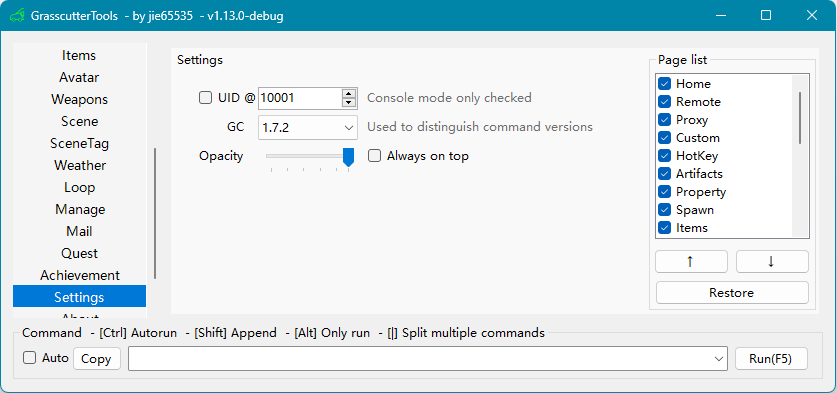 GrasscutterTools - by jie65535 - v1.13.0-debug
Items
Avatar
Weapons
Scene
SceneTag
Weather
Loop
Manage
Mail
Quest
Achievement
Settings
About
Settings
UID @ 10001 Console mode only checked
GC 1.7.2 Used to distinguish command versions
Opacity Always on top
Page list
Home
Remote
Proxy
Custom
HotKey
Artifacts
Property
Spawn
Items
↑ ↓
Restore
Command - [Ctrl] Autorun - [Shift] Append - [Alt] Only run - [|] Split multiple commands
Auto Copy Run(F5)